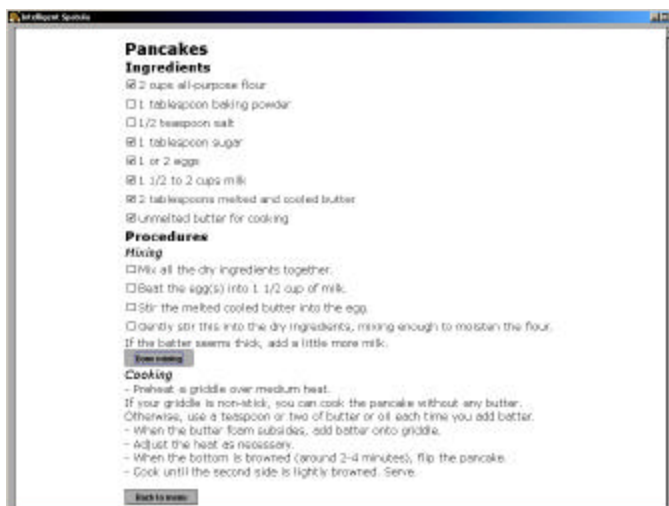 Intelligent Spatula
Pancakes
Ingredients
2 cups all-purpose flour
1 tablespoon baking powder
1/2 teaspoon salt
1 tablespoon sugar
1 or 2 eggs
1 1/2 to 2 cups milk
2 tablespoons melted and cooled butter
unmelted butter for cooking
Procedures
Mixing
Mix all the dry ingredients together.
Beat the egg(s) into 1 1/2 cup of milk.
Stir the melted cooled butter into the egg.
Gently stir this into the dry ingredients, mixing enough to moisten the flour.
If the batter seems thick, add a little more milk.
Done mixing
Cooking
- Preheat a griddle over medium heat.
If your griddle is non-stick, you can cook the pancake without any butter.
Otherwise, use a teaspoon or two of butter or oil each time you add batter.
- When the butter foam subsides, add batter onto griddle.
- Adjust the heat as necessary.
- When the bottom is browned (around 2-4 minutes), flip the pancake.
- Cook until the second side is lightly browned. Serve.
Back to menu